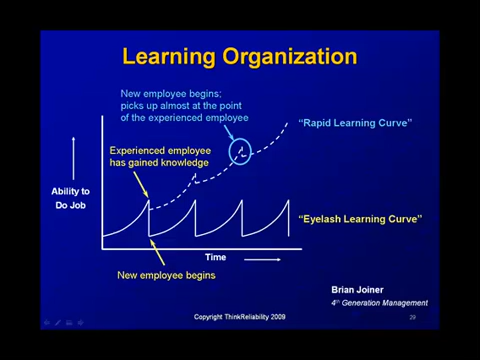 Learning Organization
New employee begins;
picks up almost at the point
of the experienced employee
“Rapid Learning Curve”
Experienced employee
has gained knowledge
Ability to
Do Job
“Eyelash Learning Curve”
Time
New employee begins
Brian Joiner
4th Generation Management
Copyright ThinkReliability 2009
29